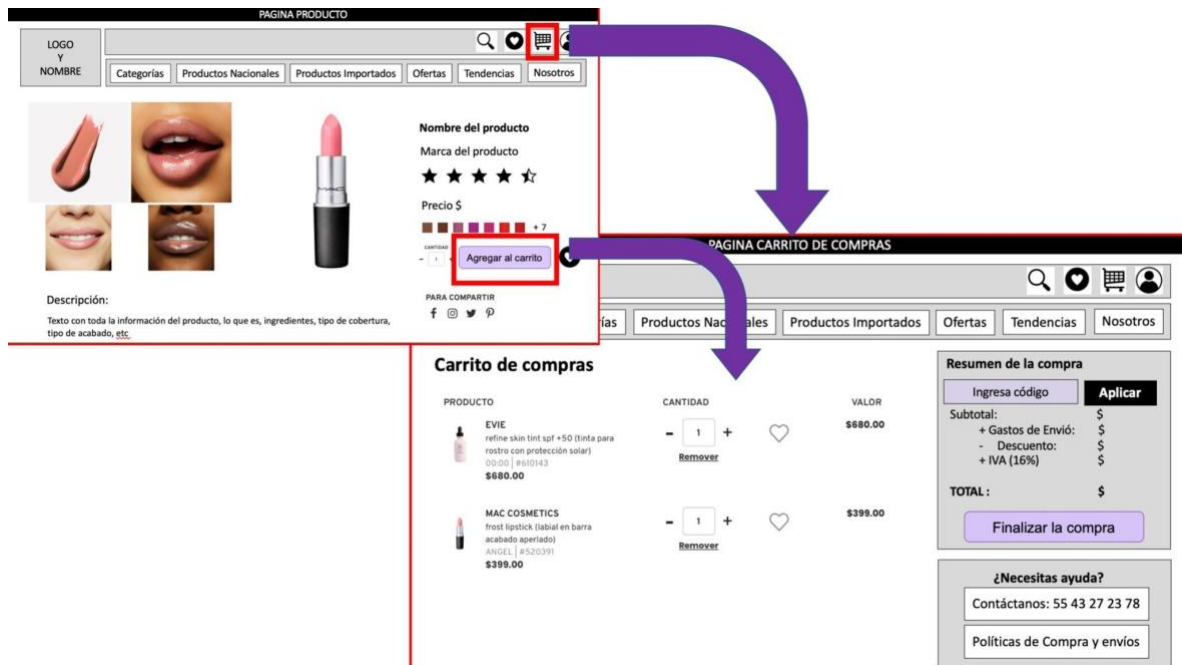 PAGINA PRODUCTO
LOGO
Y
NOMBRE
Categorías
Productos Nacionales
Productos Importados
Ofertas
Tendencias
Nosotros
Nombre del producto
Marca del producto
Precio $
+ 7
CANTIDAD
- 1
Agregar al carrito
PARA COMPARTIR
Descripción:
Texto con toda la información del producto, lo que es, ingredientes, tipo de cobertura,
tipo de acabado, etc.
PAGINA CARRITO DE COMPRAS
ías
Productos Nac ales
Productos Importados
Ofertas
Tendencias
Nosotros
Carrito de compras
PRODUCTO
CANTIDAD
VALOR
EVIE
refine skin tint spf +50 (tinta para
rostro con protección solar)
00:00 | #610143
$680.00
- 1 +
Remover
$680.00
MAC COSMETICS
frost lipstick (labial en barra
acabado aperlado)
ANGEL | #520391
$399.00
- 1 +
Remover
$399.00
Resumen de la compra
Ingresa código
Aplicar
Subtotal: $
+ Gastos de Envió: $
- Descuento: $
+ IVA (16%) $
TOTAL : $
Finalizar la compra
¿Necesitas ayuda?
Contáctanos: 55 43 27 23 78
Políticas de Compra y envíos